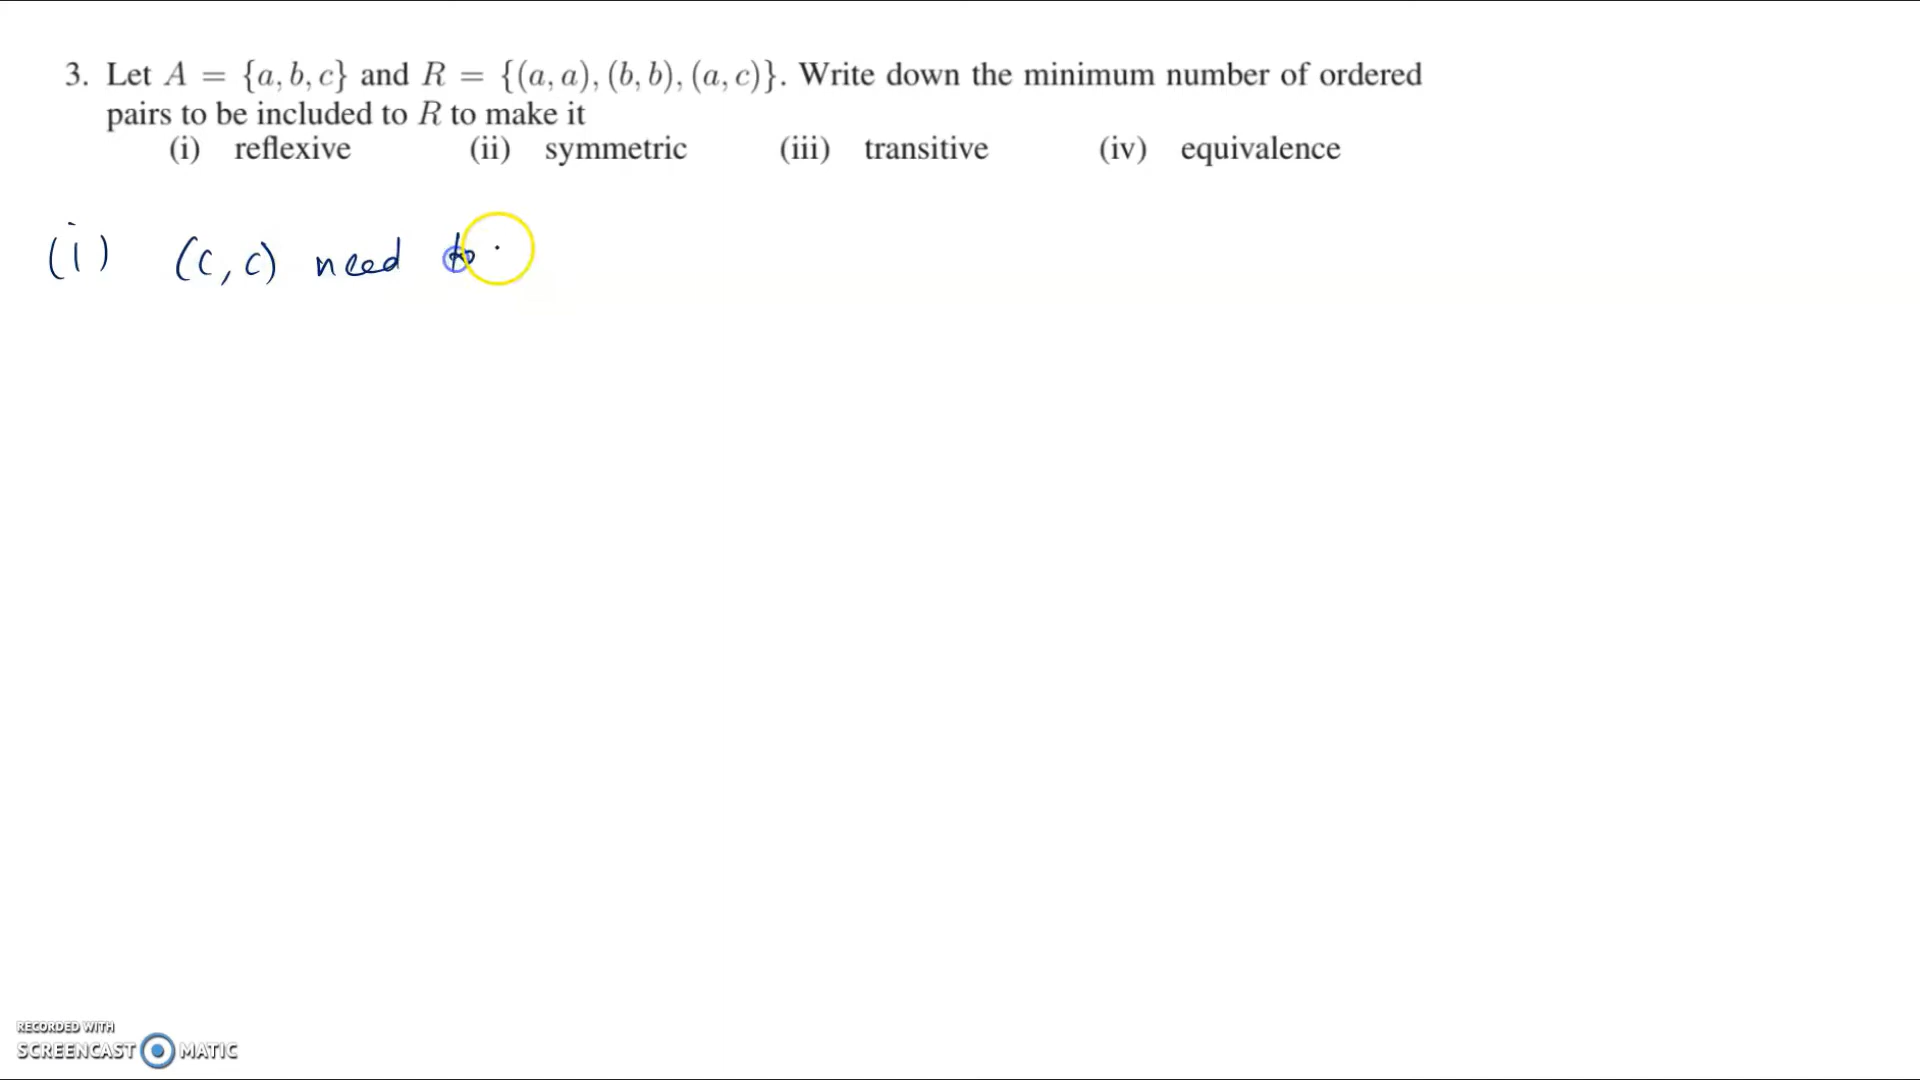 3. Let A = {a, b, c} and R = {(a, a), (b, b), (a, c)}. Write down the minimum number of ordered
pairs to be included to R to make it
(i) reflexive (ii) symmetric (iii) transitive (iv) equivalence
(i) (c, c) need to
RECORDED WITH
SCREENCAST MATIC